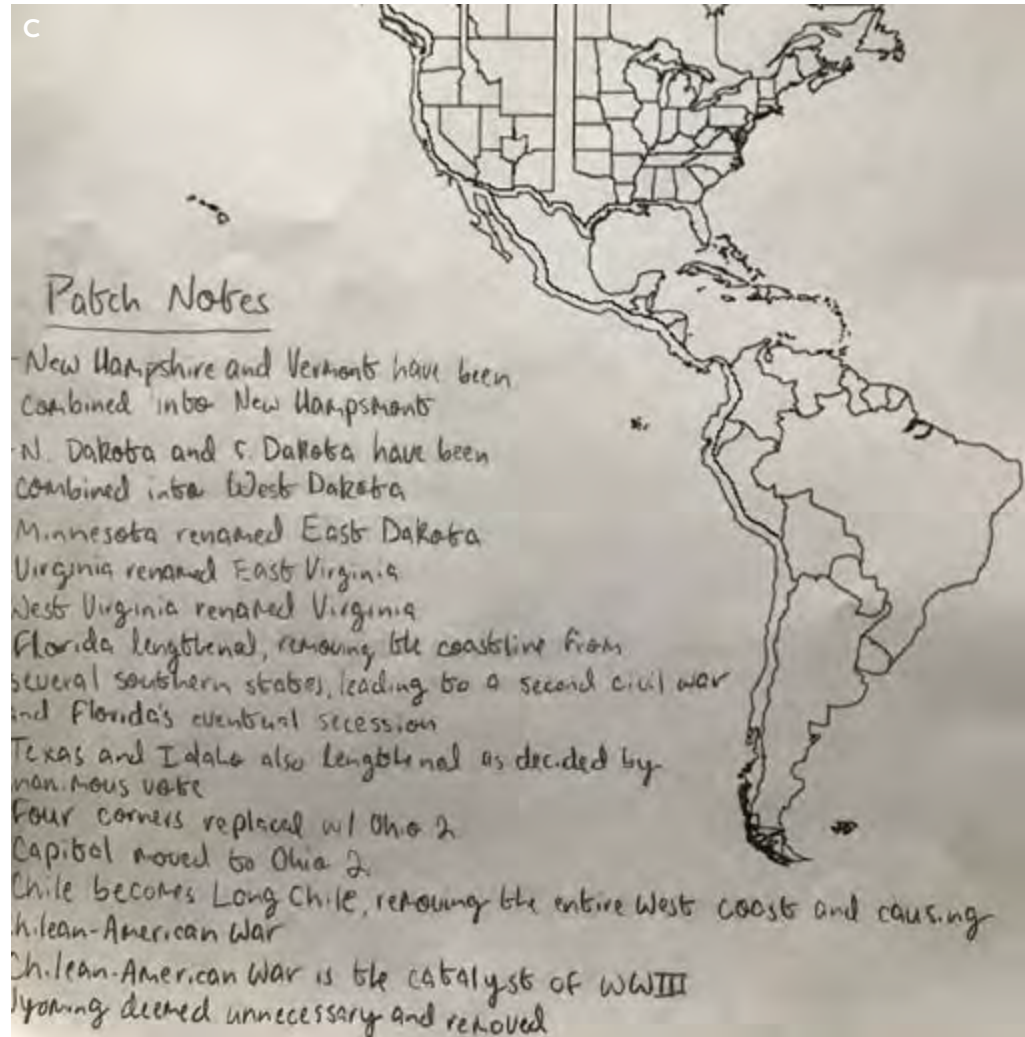 C
Patch Notes
- New Hampshire and Vermont have been
combined into New Hampsmont
- N. Dakota and S. Dakota have been
combined into West Dakota
Minnesota renamed East Dakota
Virginia renamed East Virginia
West Virginia renamed Virginia
Florida lengthened, removing the coastline from
several southern states, leading to a second civil war
and Florida's eventual secession
Texas and Idaho also lengthened as decided by
nanimous vote
Four corners replaced w/ Ohio 2
Capitol moved to Ohio 2
Chile becomes Long Chile, removing the entire West coast and causing
hilean-American War
Chilean-American War is the catalyst of WWIII
Wyoming deemed unnecessary and removed